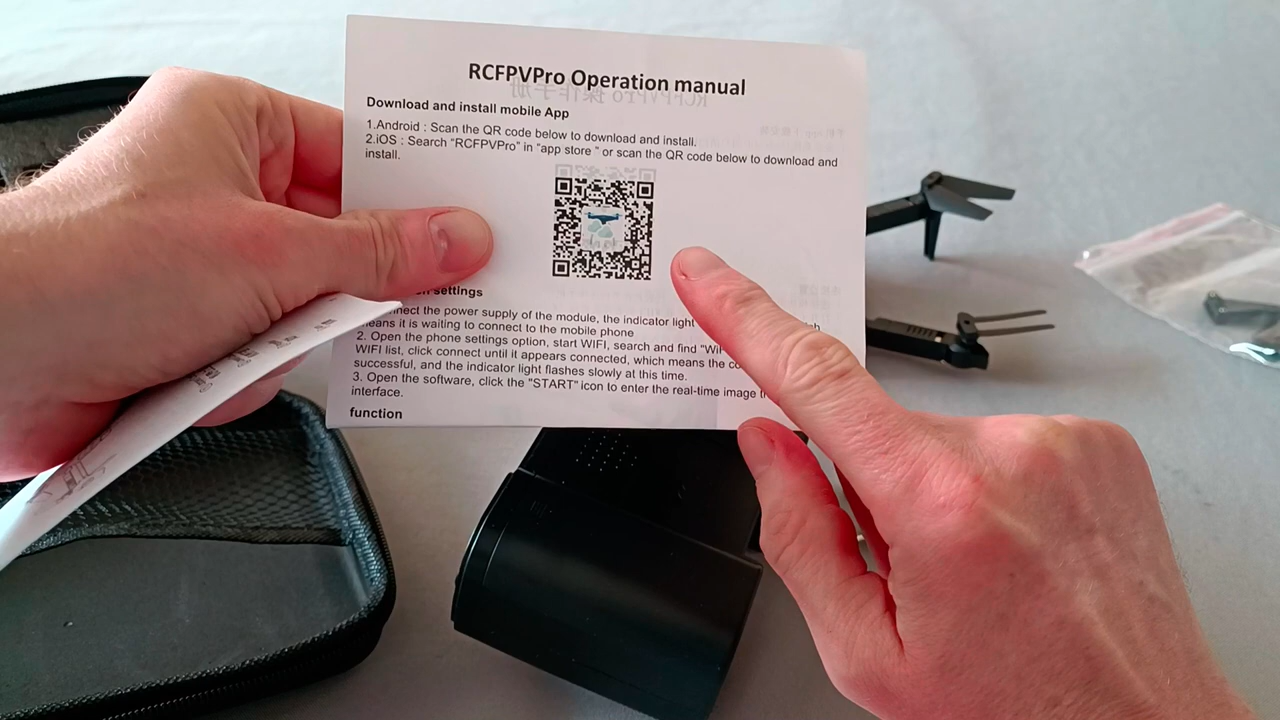 RCFPVPro Operation manual
Download and install mobile App
1.Android : Scan the QR code below to download and install.
2.iOS : Search "RCFPVPro" in "app store " or scan the QR code below to download and
install.
settings
the power supply of the module, the indicator light
means it is waiting to connect to the mobile phone
2. Open the phone settings option, start WIFI, search and find
WIFI list, click connect until it appears connected, which means the
successful, and the indicator light flashes slowly at this time.
3. Open the software, click the "START" icon to enter the real-time image
interface.
function